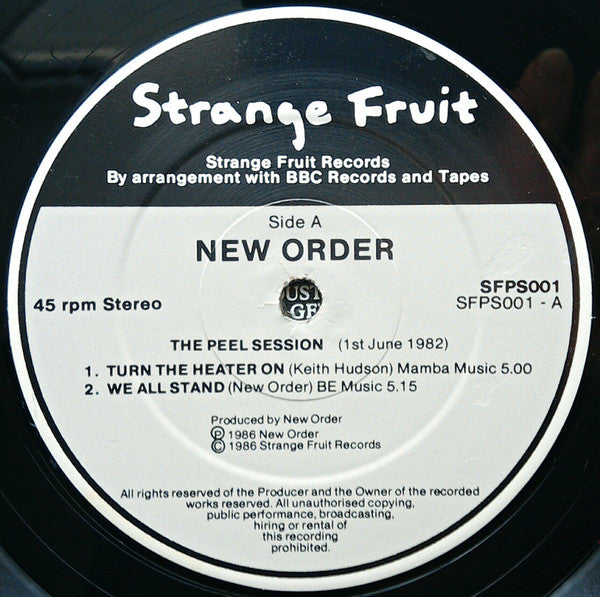 Strange Fruit
Strange Fruit Records
By arrangement with BBC Records and Tapes
Side A
NEW ORDER
45 rpm Stereo
SFPS001
SFPS001 - A
UST
GE
THE PEEL SESSION (1st June 1982)
1. TURN THE HEATER ON (Keith Hudson) Mamba Music 5.00
2. WE ALL STAND (New Order) BE Music 5.15
Produced by New Order
Ⓟ 1986 New Order
© 1986 Strange Fruit Records
All rights reserved of the Producer and the Owner of the recorded
works reserved. All unauthorised copying,
public performance, broadcasting,
hiring or rental of
this recording
prohibited.